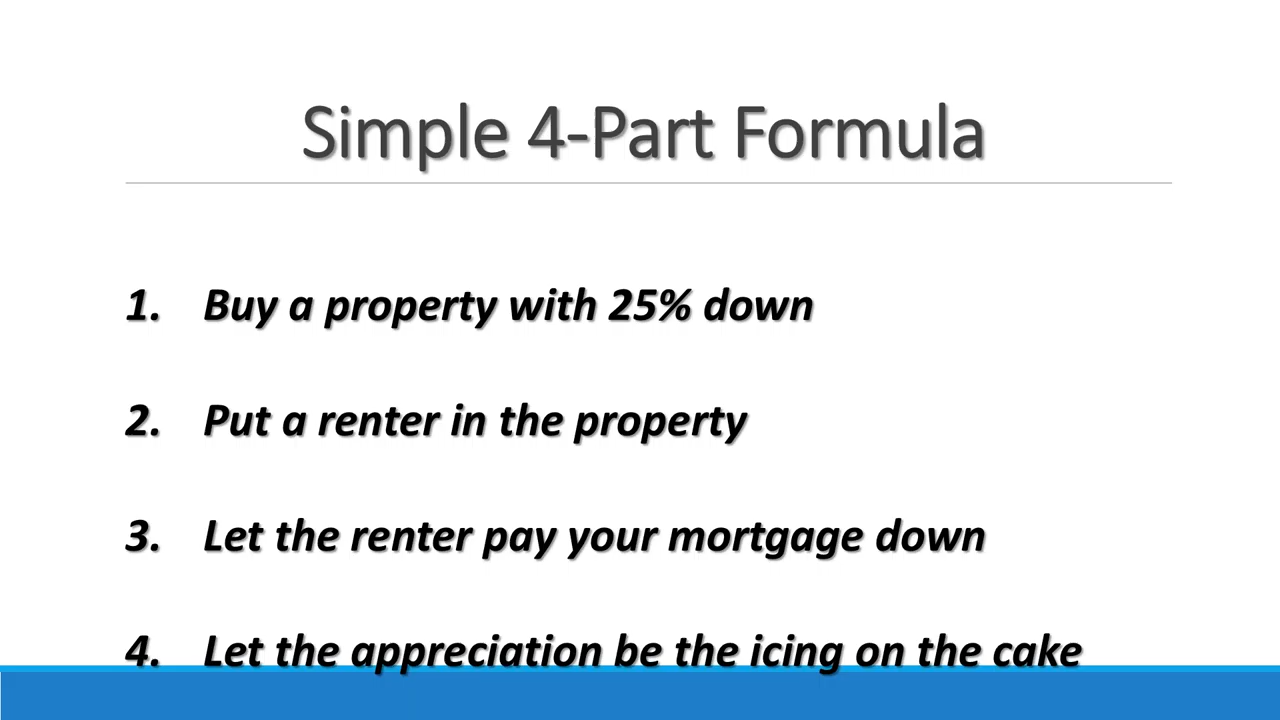 Simple 4-Part Formula
1. Buy a property with 25% down
2. Put a renter in the property
3. Let the renter pay your mortgage down
4. Let the appreciation be the icing on the cake